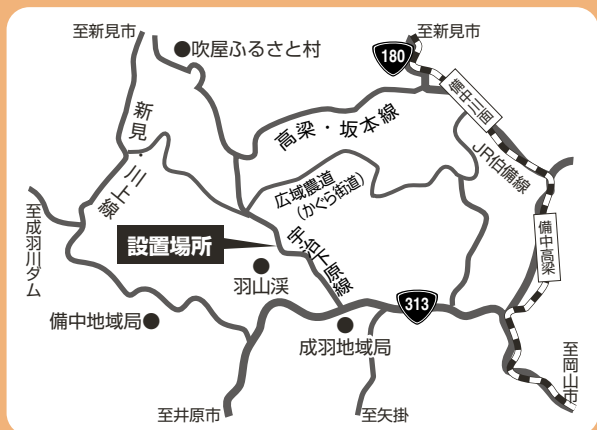 至新見市
至新見市
吹屋ふるさと村
180
備中川面
新見・川上線
高梁・坂本線
JR伯備線
広域農道
(かぐら街道)
至成羽川ダム
設置場所
宇治下原線
備中高梁
羽山渓
313
備中地域局
成羽地域局
至岡山市
至井原市
至矢掛